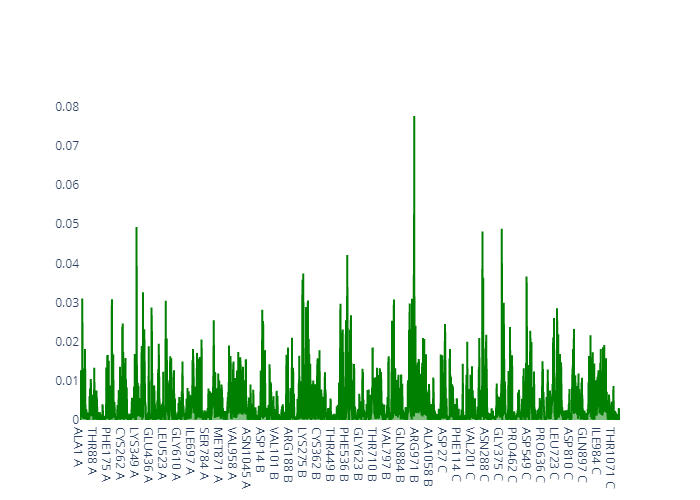 0.08
0.07
0.06
0.05
0.04
0.03
0.02
0.01
0
ALA1 A
THR88 A
PHE175 A
CYS262 A
LYS349 A
GLU436 A
LEU523 A
GLY610 A
ILE697 A
SER784 A
MET871 A
VAL958 A
ASN1045 A
ASP14 B
VAL101 B
ARG188 B
LYS275 B
CYS362 B
THR449 B
PHE536 B
GLY623 B
THR710 B
VAL797 B
GLN884 B
ARG971 B
ALA1058 B
ASP27 C
PHE114 C
VAL201 C
ASN288 C
GLY375 C
PRO462 C
ASP549 C
PRO636 C
LEU723 C
ASP810 C
GLN897 C
ILE984 C
THR1071 C